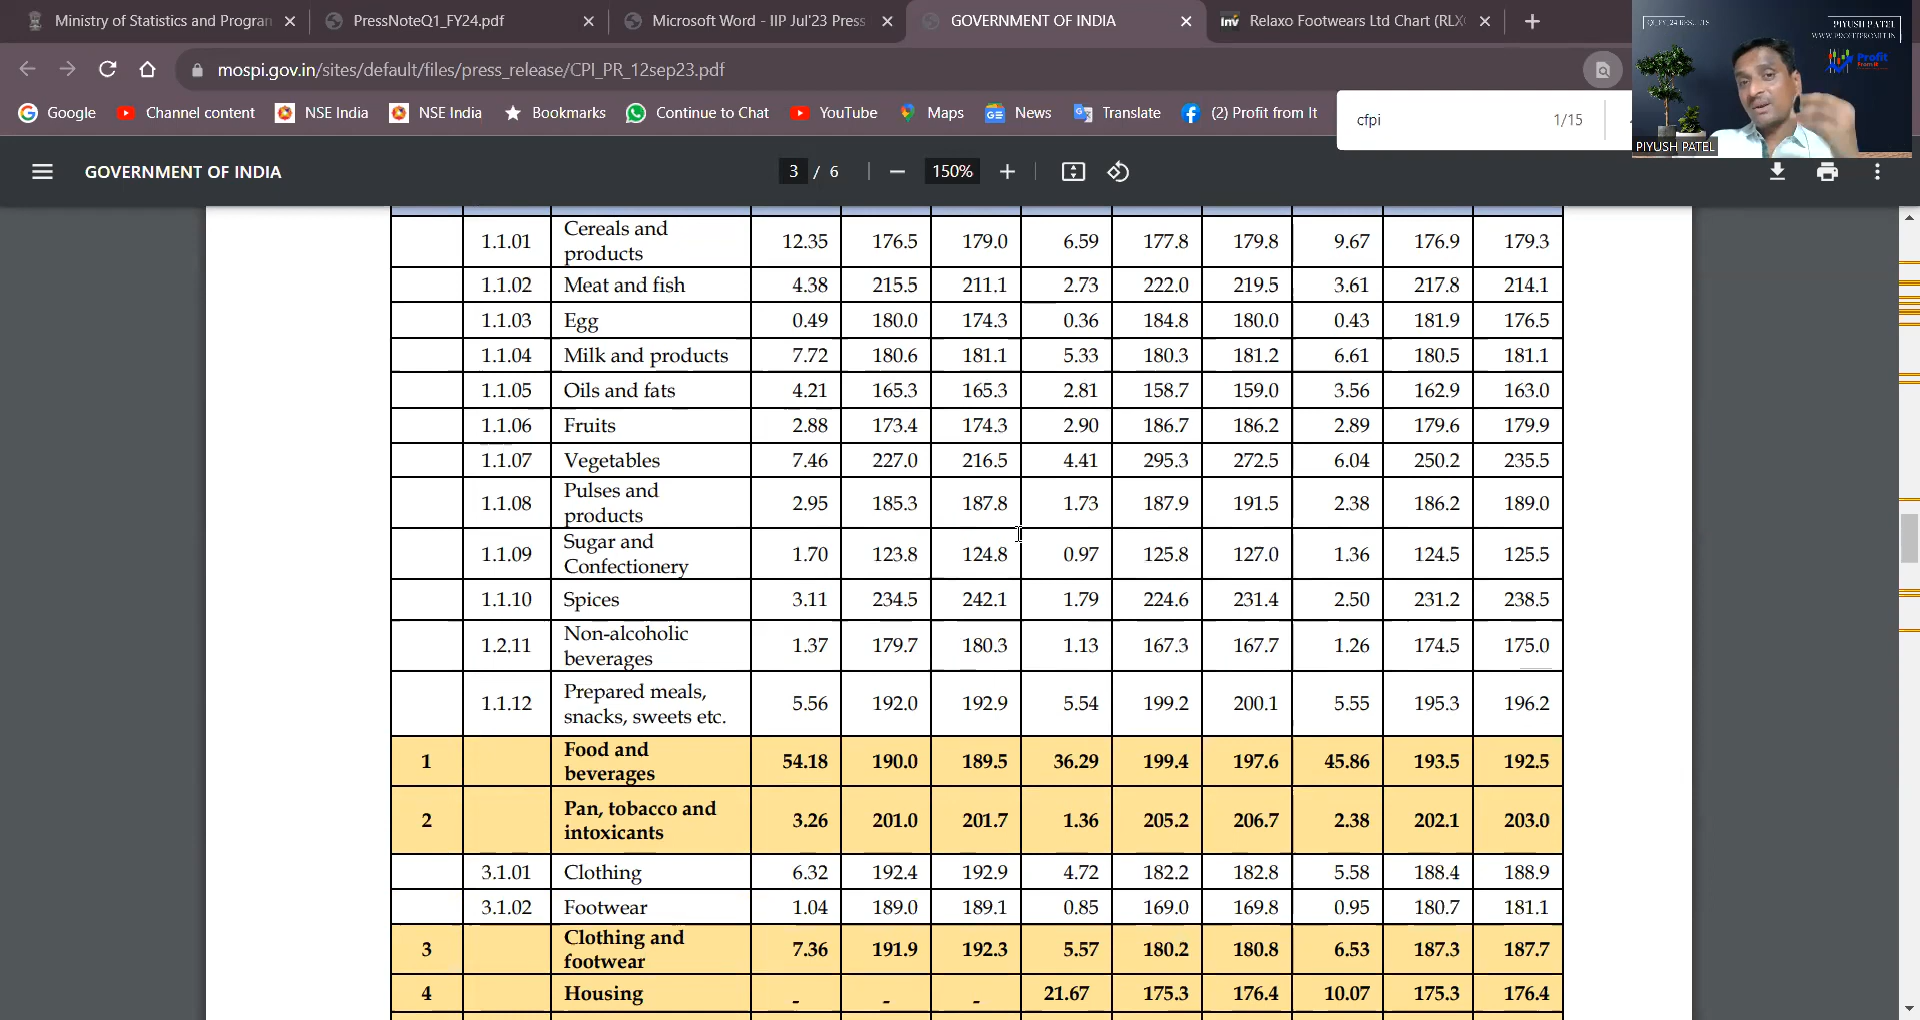 Ministry of Statistics and Progran
PressNoteQ1_FY24.pdf
Microsoft Word - IIP Jul'23 Press
GOVERNMENT OF INDIA
Inv Relaxo Footwears Ltd Chart (RLX
mospi.gov.in/sites/default/files/press_release/CPI_PR_12sep23.pdf
Google Channel content NSE India NSE India Bookmarks Continue to Chat YouTube Maps News Translate (2) Profit from It
cfpi 1/15
PIYUSH PATEL
WWW.PROFITFROMIT.IN
Profit
From It
PIYUSH PATEL
GOVERNMENT OF INDIA 3 / 6 150%
1.1.01 Cereals and products 12.35 176.5 179.0 6.59 177.8 179.8 9.67 176.9 179.3
1.1.02 Meat and fish 4.38 215.5 211.1 2.73 222.0 219.5 3.61 217.8 214.1
1.1.03 Egg 0.49 180.0 174.3 0.36 184.8 180.0 0.43 181.9 176.5
1.1.04 Milk and products 7.72 180.6 181.1 5.33 180.3 181.2 6.61 180.5 181.1
1.1.05 Oils and fats 4.21 165.3 165.3 2.81 158.7 159.0 3.56 162.9 163.0
1.1.06 Fruits 2.88 173.4 174.3 2.90 186.7 186.2 2.89 179.6 179.9
1.1.07 Vegetables 7.46 227.0 216.5 4.41 295.3 272.5 6.04 250.2 235.5
1.1.08 Pulses and products 2.95 185.3 187.8 1.73 187.9 191.5 2.38 186.2 189.0
1.1.09 Sugar and Confectionery 1.70 123.8 124.8 0.97 125.8 127.0 1.36 124.5 125.5
1.1.10 Spices 3.11 234.5 242.1 1.79 224.6 231.4 2.50 231.2 238.5
1.2.11 Non-alcoholic beverages 1.37 179.7 180.3 1.13 167.3 167.7 1.26 174.5 175.0
1.1.12 Prepared meals, snacks, sweets etc. 5.56 192.0 192.9 5.54 199.2 200.1 5.55 195.3 196.2
1 Food and beverages 54.18 190.0 189.5 36.29 199.4 197.6 45.86 193.5 192.5
2 Pan, tobacco and intoxicants 3.26 201.0 201.7 1.36 205.2 206.7 2.38 202.1 203.0
3.1.01 Clothing 6.32 192.4 192.9 4.72 182.2 182.8 5.58 188.4 188.9
3.1.02 Footwear 1.04 189.0 189.1 0.85 169.0 169.8 0.95 180.7 181.1
3 Clothing and footwear 7.36 191.9 192.3 5.57 180.2 180.8 6.53 187.3 187.7
4 Housing - - - 21.67 175.3 176.4 10.07 175.3 176.4